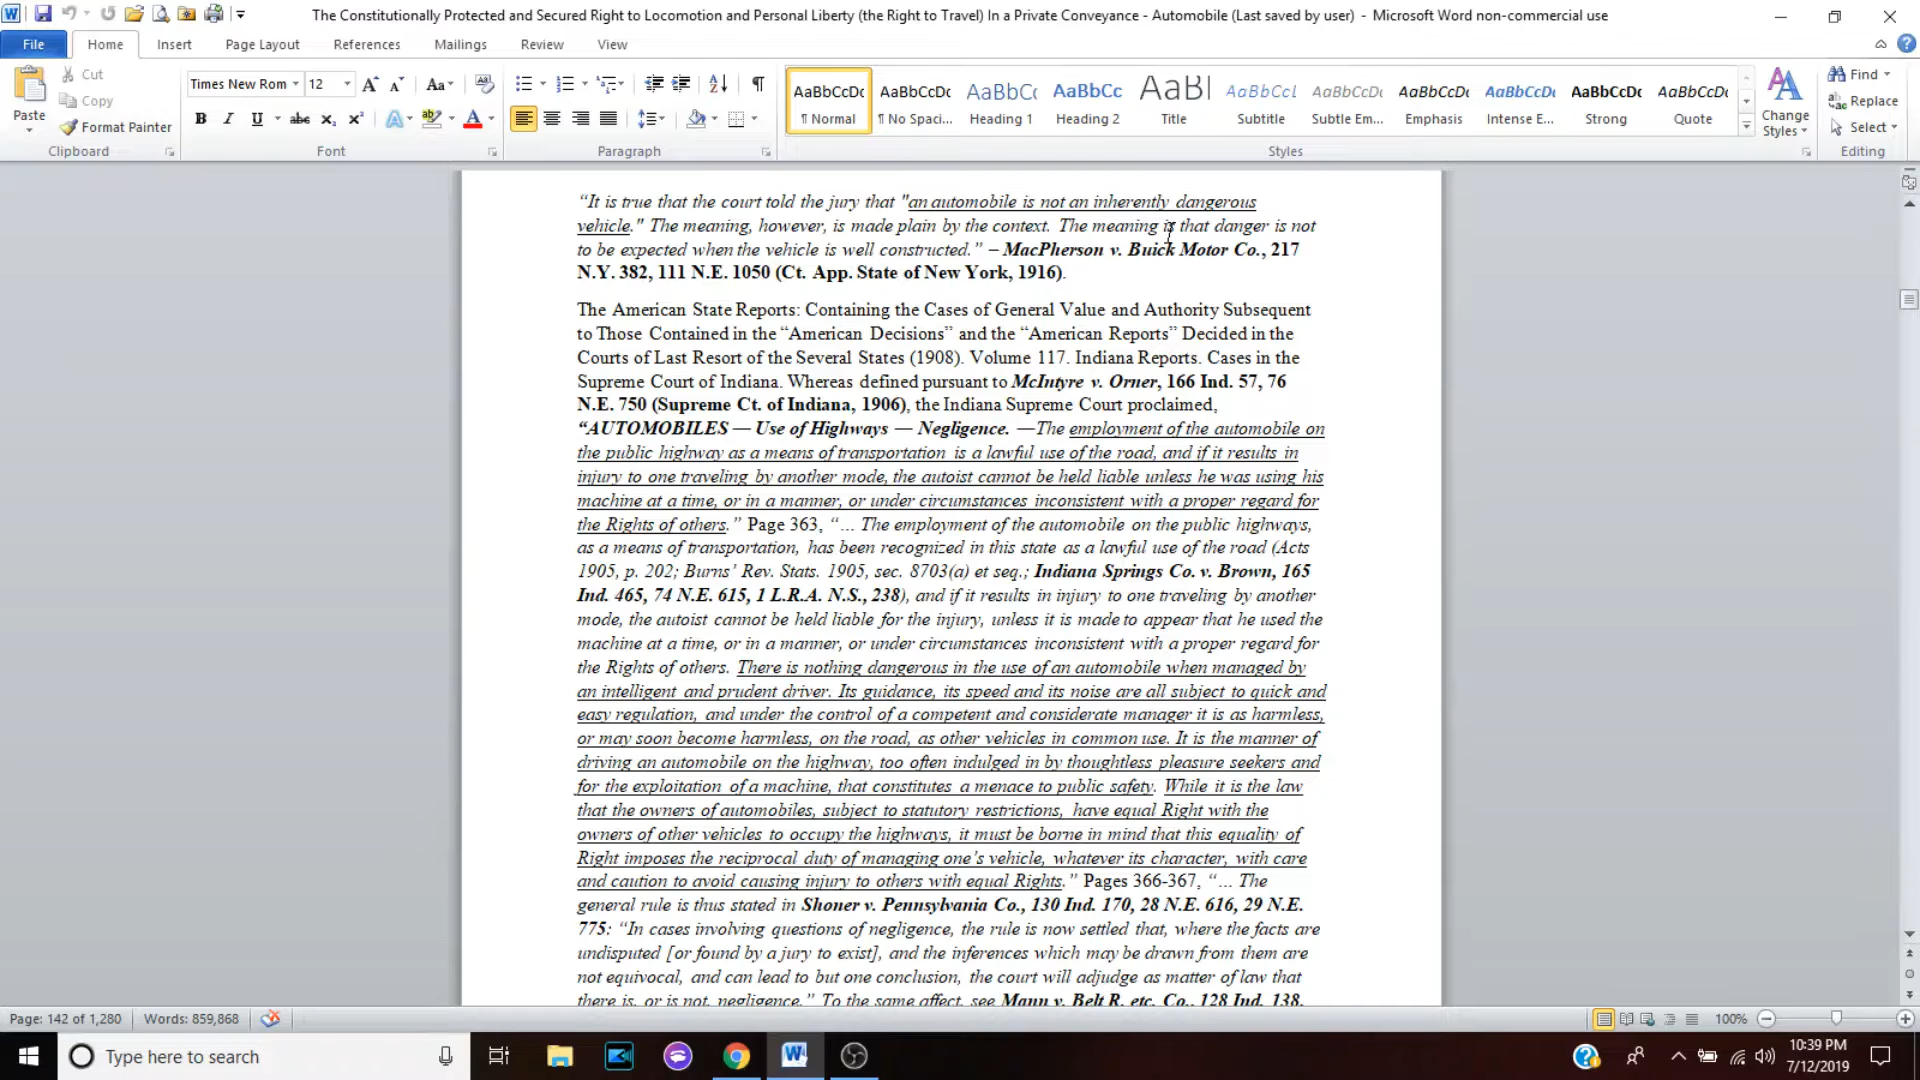 The Constitutionally Protected and Secured Right to Locomotion and Personal Liberty (the Right to Travel) In a Private Conveyance - Automobile (Last saved by user) - Microsoft Word non-commercial use
File Home Insert Page Layout References Mailings Review View
Paste
Cut
Copy
Format Painter
Clipboard
Times New Rom 12
Font
Paragraph
AaBbCcDc AaBbCcDc AaBbCc AaBbCc AaBl AaBbCcL AaBbCcDc AaBbCcDc AaBbCcDc AaBbCcDc AaBbCcDc
¶ Normal ¶ No Spaci... Heading 1 Heading 2 Title Subtitle Subtle Em... Emphasis Intense E... Strong Quote
Styles
Change
Styles
Find
Replace
Select
Editing
“It is true that the court told the jury that "an automobile is not an inherently dangerous
vehicle." The meaning, however, is made plain by the context. The meaning is that danger is not
to be expected when the vehicle is well constructed.” – MacPherson v. Buick Motor Co., 217
N.Y. 382, 111 N.E. 1050 (Ct. App. State of New York, 1916).
The American State Reports: Containing the Cases of General Value and Authority Subsequent
to Those Contained in the “American Decisions” and the “American Reports” Decided in the
Courts of Last Resort of the Several States (1908). Volume 117. Indiana Reports. Cases in the
Supreme Court of Indiana. Whereas defined pursuant to McIntyre v. Orner, 166 Ind. 57, 76
N.E. 750 (Supreme Ct. of Indiana, 1906), the Indiana Supreme Court proclaimed,
“AUTOMOBILES — Use of Highways — Negligence. —The employment of the automobile on
the public highway as a means of transportation is a lawful use of the road, and if it results in
injury to one traveling by another mode, the autoist cannot be held liable unless he was using his
machine at a time, or in a manner, or under circumstances inconsistent with a proper regard for
the Rights of others.” Page 363, “… The employment of the automobile on the public highways,
as a means of transportation, has been recognized in this state as a lawful use of the road (Acts
1905, p. 202; Burns’ Rev. Stats. 1905, sec. 8703(a) et seq.; Indiana Springs Co. v. Brown, 165
Ind. 465, 74 N.E. 615, 1 L.R.A. N.S., 238), and if it results in injury to one traveling by another
mode, the autoist cannot be held liable for the injury, unless it is made to appear that he used the
machine at a time, or in a manner, or under circumstances inconsistent with a proper regard for
the Rights of others. There is nothing dangerous in the use of an automobile when managed by
an intelligent and prudent driver. Its guidance, its speed and its noise are all subject to quick and
easy regulation, and under the control of a competent and considerate manager it is as harmless,
or may soon become harmless, on the road, as other vehicles in common use. It is the manner of
driving an automobile on the highway, too often indulged in by thoughtless pleasure seekers and
for the exploitation of a machine, that constitutes a menace to public safety. While it is the law
that the owners of automobiles, subject to statutory restrictions, have equal Right with the
owners of other vehicles to occupy the highways, it must be borne in mind that this equality of
Right imposes the reciprocal duty of managing one’s vehicle, whatever its character, with care
and caution to avoid causing injury to others with equal Rights.” Pages 366-367, “… The
general rule is thus stated in Shoner v. Pennsylvania Co., 130 Ind. 170, 28 N.E. 616, 29 N.E.
775: “In cases involving questions of negligence, the rule is now settled that, where the facts are
undisputed [or found by a jury to exist], and the inferences which may be drawn from them are
not equivocal, and can lead to but one conclusion, the court will adjudge as matter of law that
there is, or is not, negligence.” To the same affect, see Mann v. Belt R. etc. Co., 128 Ind. 138,
Page: 142 of 1,280 Words: 859,868 100%
Type here to search
10:39 PM
7/12/2019